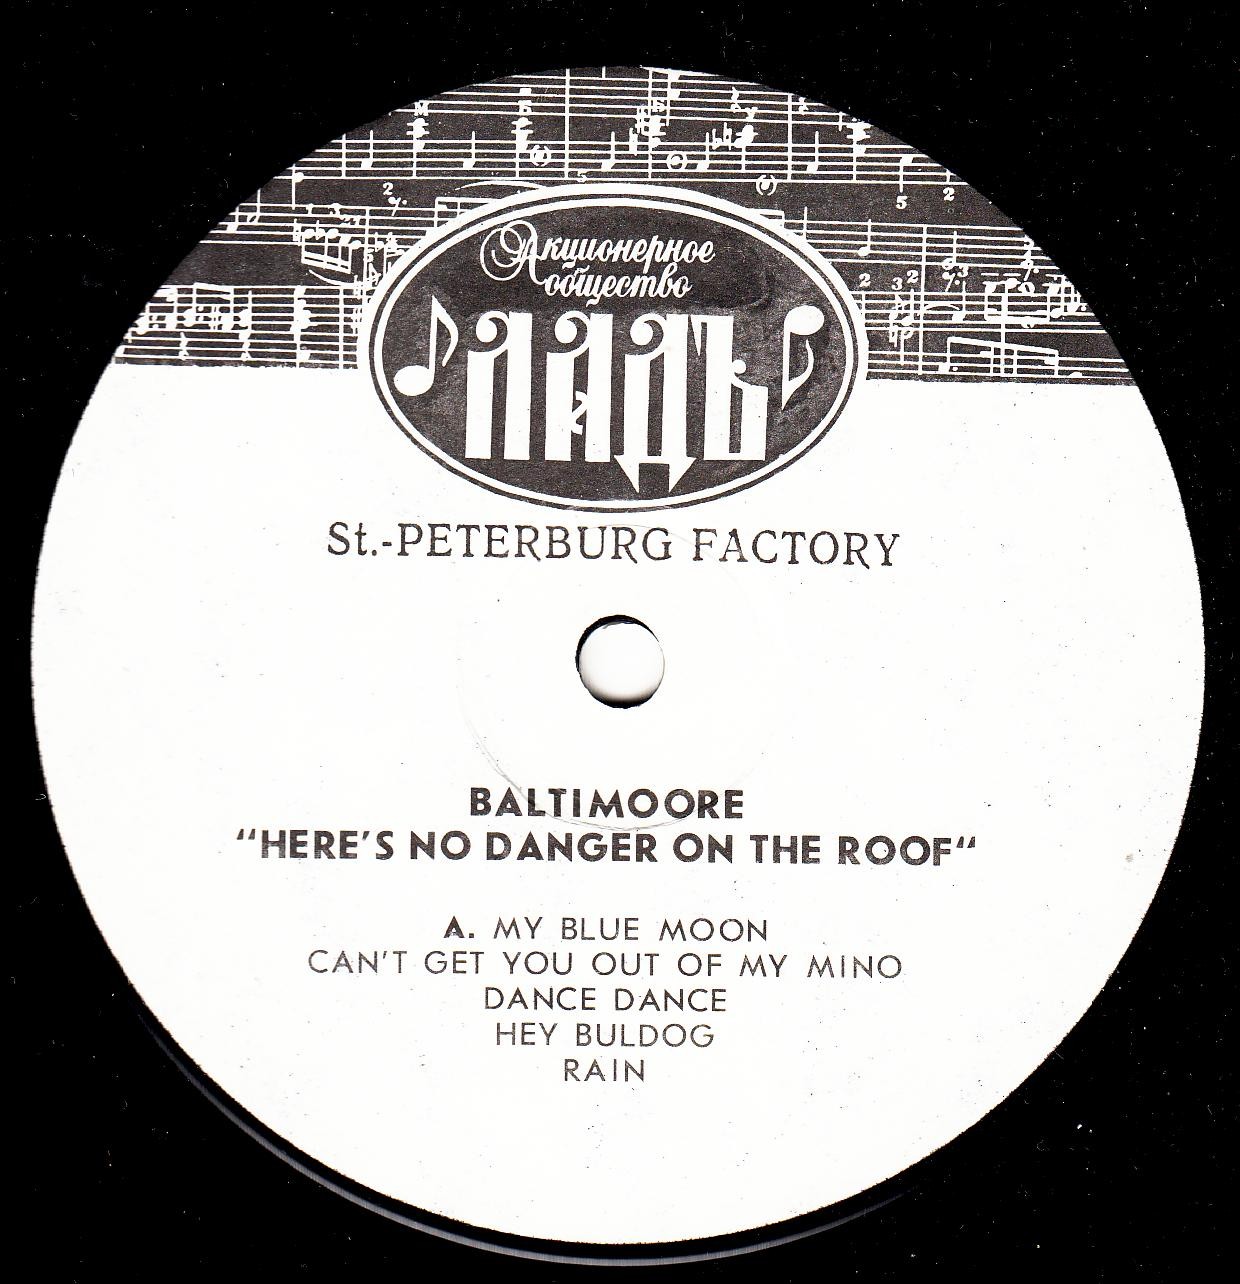 Акционерное
общество
ЛАДЪ
St.-PETERBURG FACTORY
BALTIMOORE
“HERE'S NO DANGER ON THE ROOF“
A. MY BLUE MOON
CAN'T GET YOU OUT OF MY MINO
DANCE DANCE
HEY BULDOG
RAIN